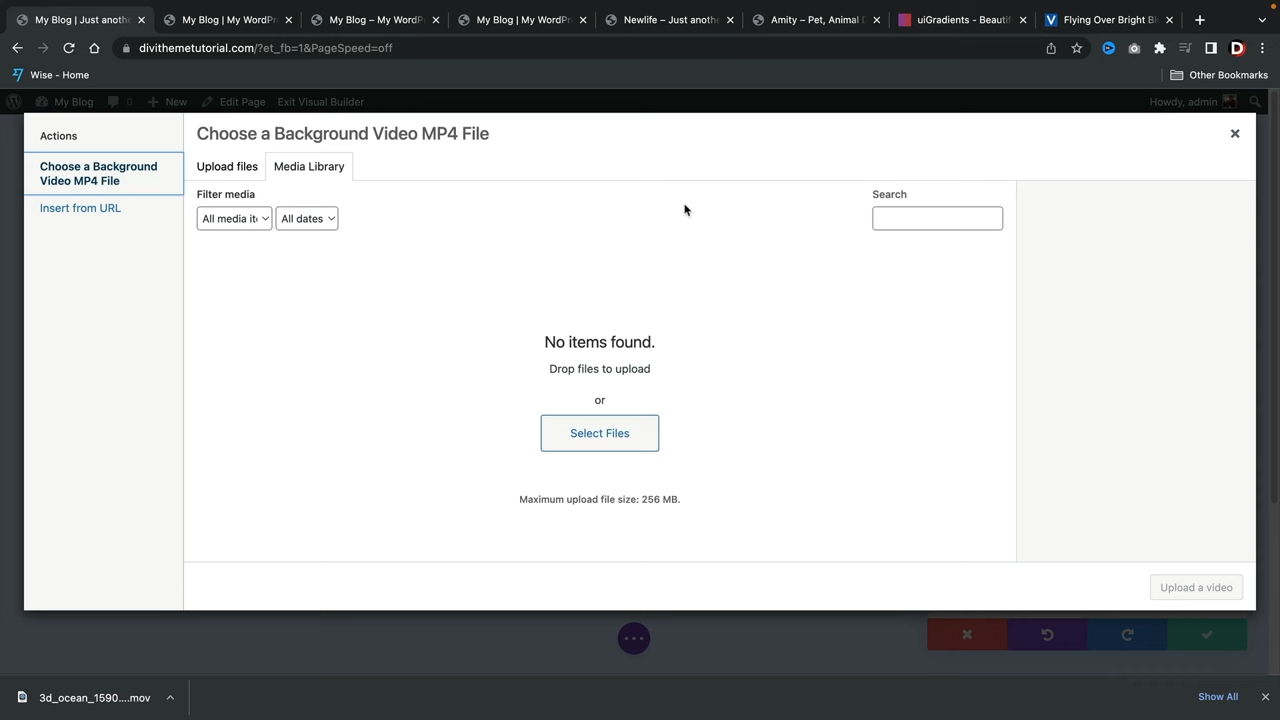 My Blog | Just anothe
My Blog | My WordPr
My Blog – My WordP
My Blog | My WordPr
Newlife – Just anothe
Amity – Pet, Animal D
uiGradients - Beautif
Flying Over Bright Bl
divithemetutorial.com/?et_fb=1&PageSpeed=off
Wise - Home
Other Bookmarks
My Blog
0
New
Edit Page
Exit Visual Builder
Howdy, admin
Actions
Choose a Background
Video MP4 File
Insert from URL
Choose a Background Video MP4 File
Upload files
Media Library
Filter media
All media it
All dates
Search
No items found.
Drop files to upload
or
Select Files
Maximum upload file size: 256 MB.
Upload a video
3d_ocean_1590....mov
Show All